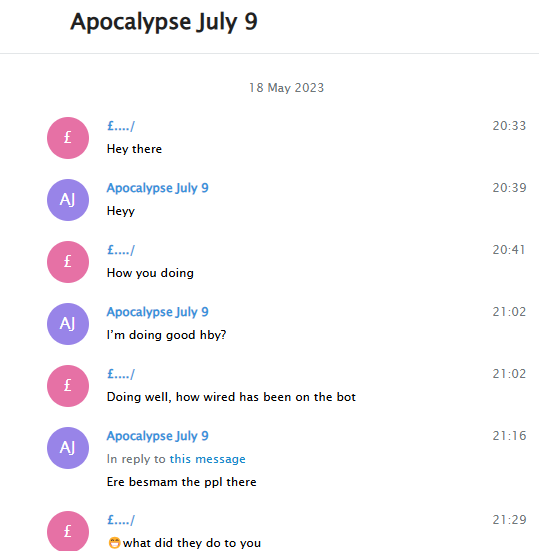 Apocalypse July 9
18 May 2023
£
£..../
20:33
Hey there
AJ
Apocalypse July 9
20:39
Heyy
£
£..../
20:41
How you doing
AJ
Apocalypse July 9
21:02
I’m doing good hby?
£
£..../
21:02
Doing well, how wired has been on the bot
AJ
Apocalypse July 9
21:16
In reply to this message
Ere besmam the ppl there
£
£..../
21:29
😁what did they do to you